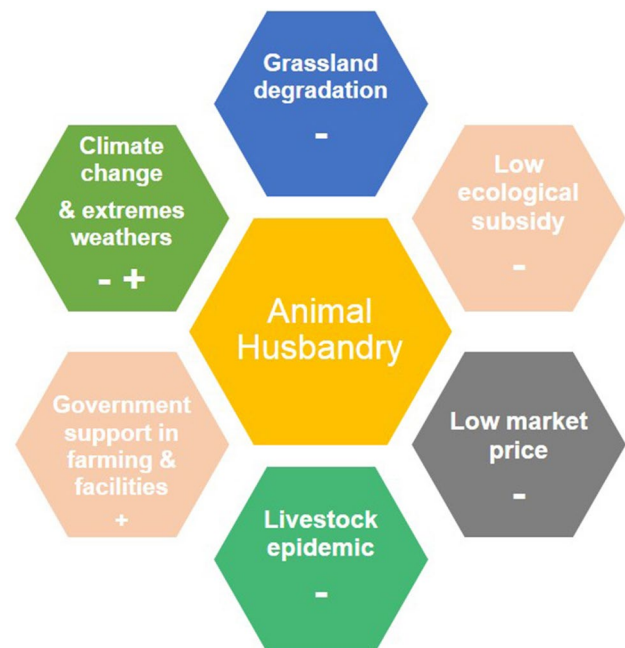 Grassland
degradation
-
Climate
change
& extremes
weathers
- +
Low
ecological
subsidy
-
Animal
Husbandry
Government
support in
farming &
facilities
+
Low market
price
-
Livestock
epidemic
-